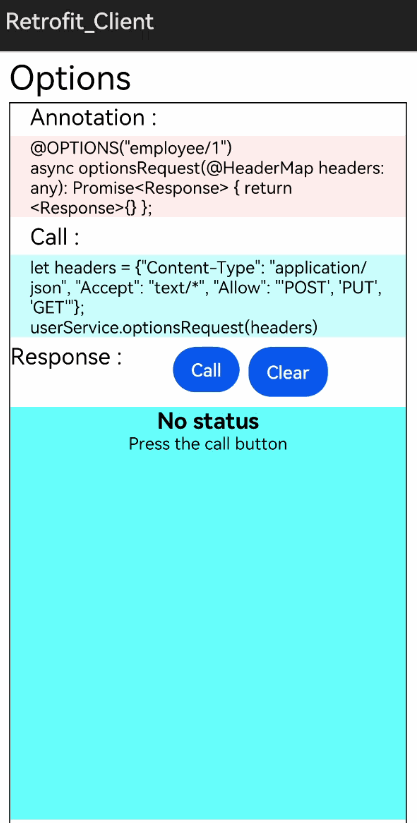 Retrofit_Client
Options
Annotation :
@OPTIONS("employee/1")
async optionsRequest(@HeaderMap headers:
any): Promise<Response> { return
<Response>{} };
Call :
let headers = {"Content-Type": "application/
json", "Accept": "text/*", "Allow": "'POST', 'PUT',
'GET'"};
userService.optionsRequest(headers)
Response :
Call
Clear
No status
Press the call button